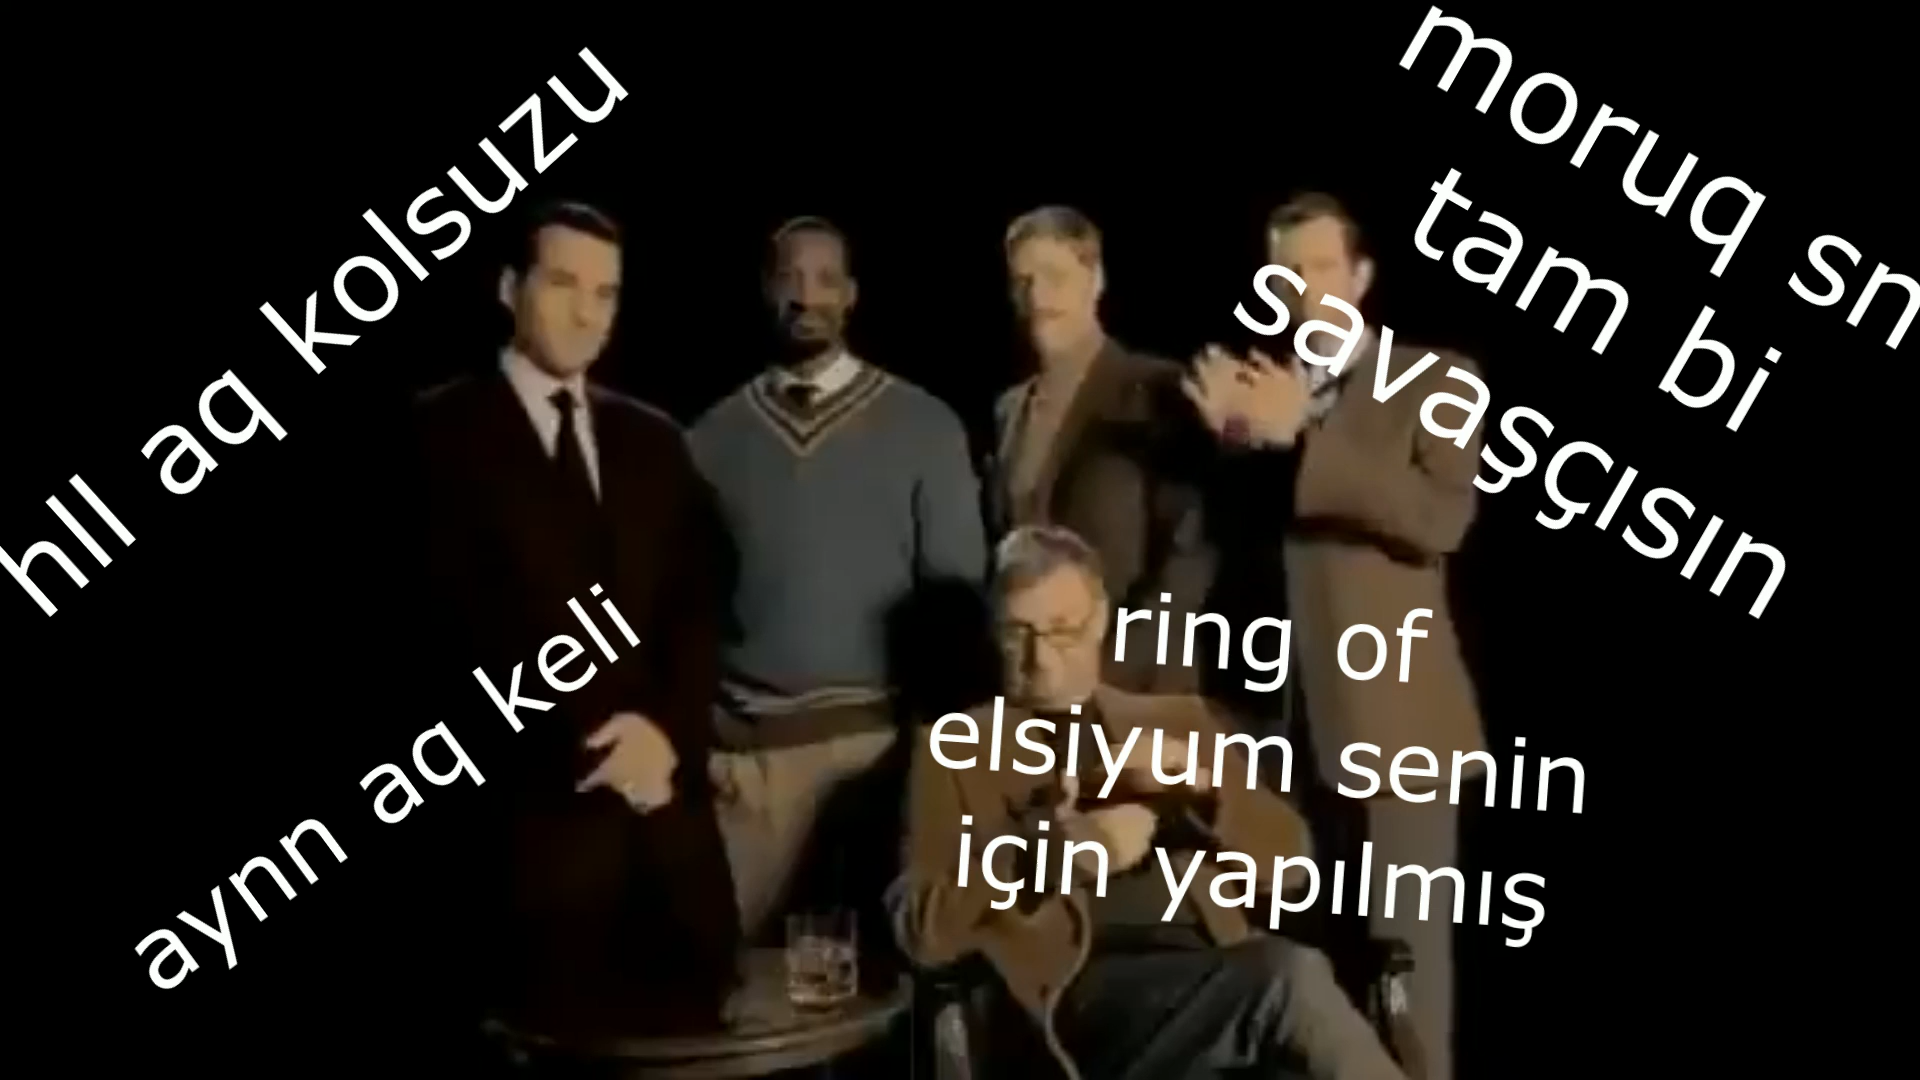 hll aq kolsuzu
moruq sn
tam bi
savaşçısın
aynn aq keli
ring of
elsiyum senin
için yapılmış